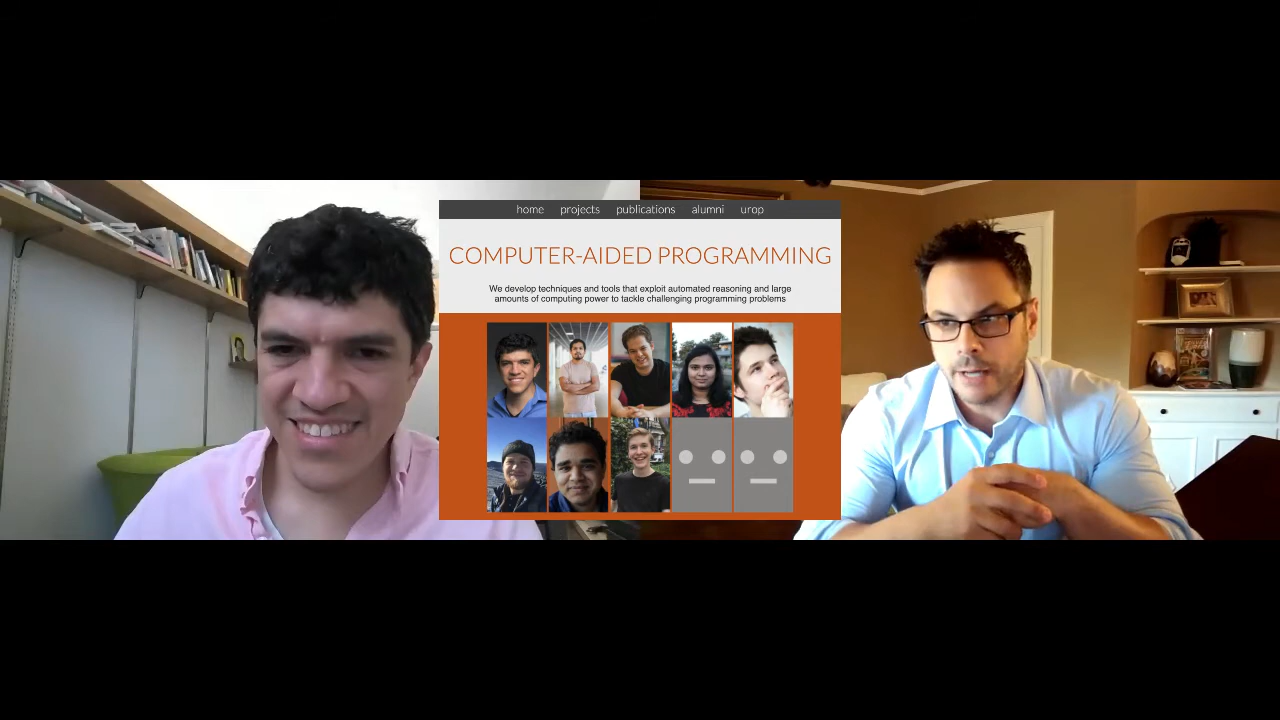 home projects publications alumni urop
COMPUTER-AIDED PROGRAMMING
We develop techniques and tools that exploit automated reasoning and large
amounts of computing power to tackle challenging programming problems